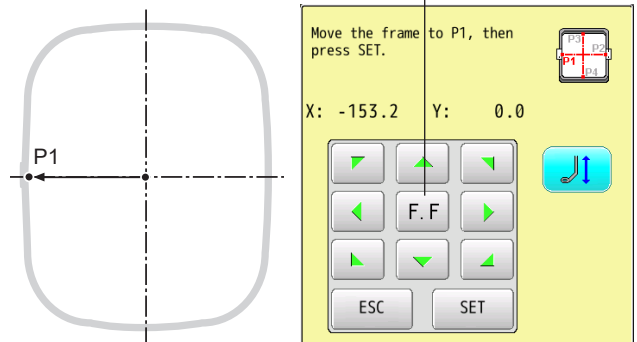 P1
Move the frame to P1, then
press SET.
P3
P2
P1
P4
X: -153.2 Y: 0.0
F.F
ESC SET